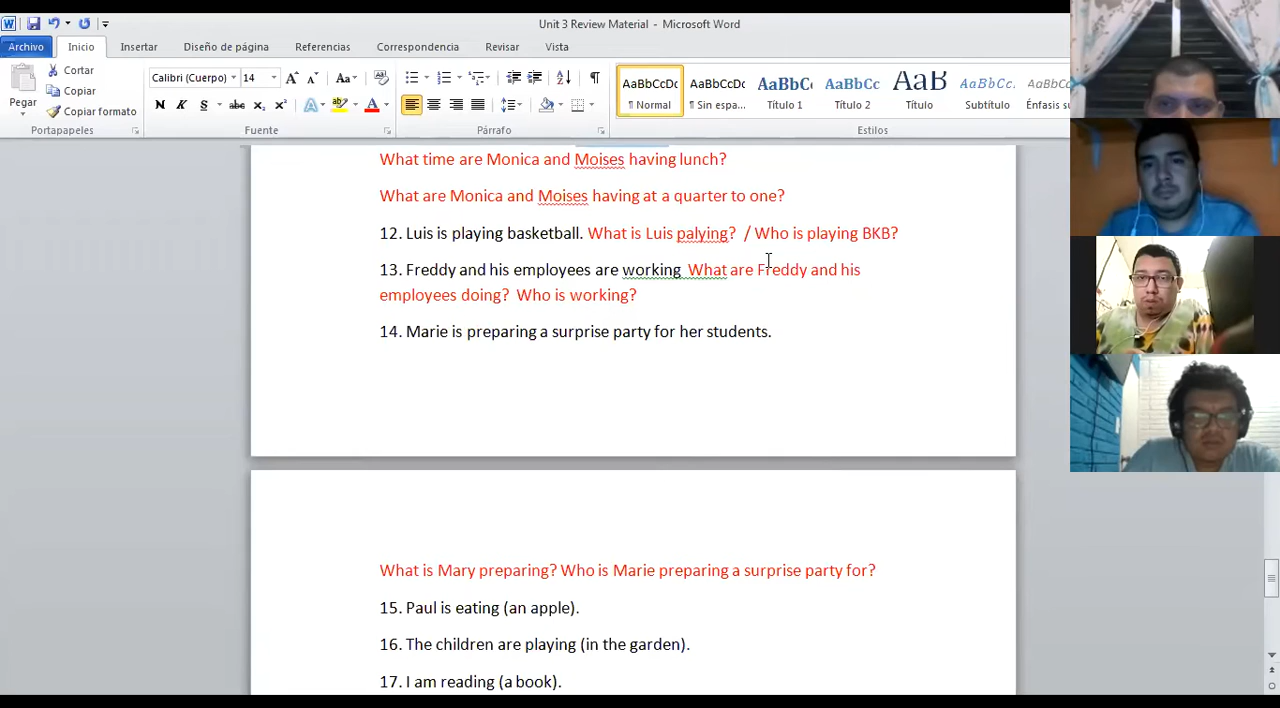 Unit 3 Review Material - Microsoft Word
Archivo Inicio Insertar Diseño de página Referencias Correspondencia Revisar Vista
Pegar
Cortar
Copiar
Copiar formato
Calibri (Cuerpo) 14
AaBbCcDc AaBbCcDc AaBbC AaBbCc AaB AaBbCc. AaBbCcDc
¶ Normal ¶ Sin espa... Título 1 Título 2 Título Subtítulo Énfasis su
Portapapeles Fuente Párrafo Estilos
What time are Monica and Moises having lunch?
What are Monica and Moises having at a quarter to one?
12. Luis is playing basketball. What is Luis palying? / Who is playing BKB?
13. Freddy and his employees are working What are Freddy and his
employees doing? Who is working?
14. Marie is preparing a surprise party for her students.
What is Mary preparing? Who is Marie preparing a surprise party for?
15. Paul is eating (an apple).
16. The children are playing (in the garden).
17. I am reading (a book).